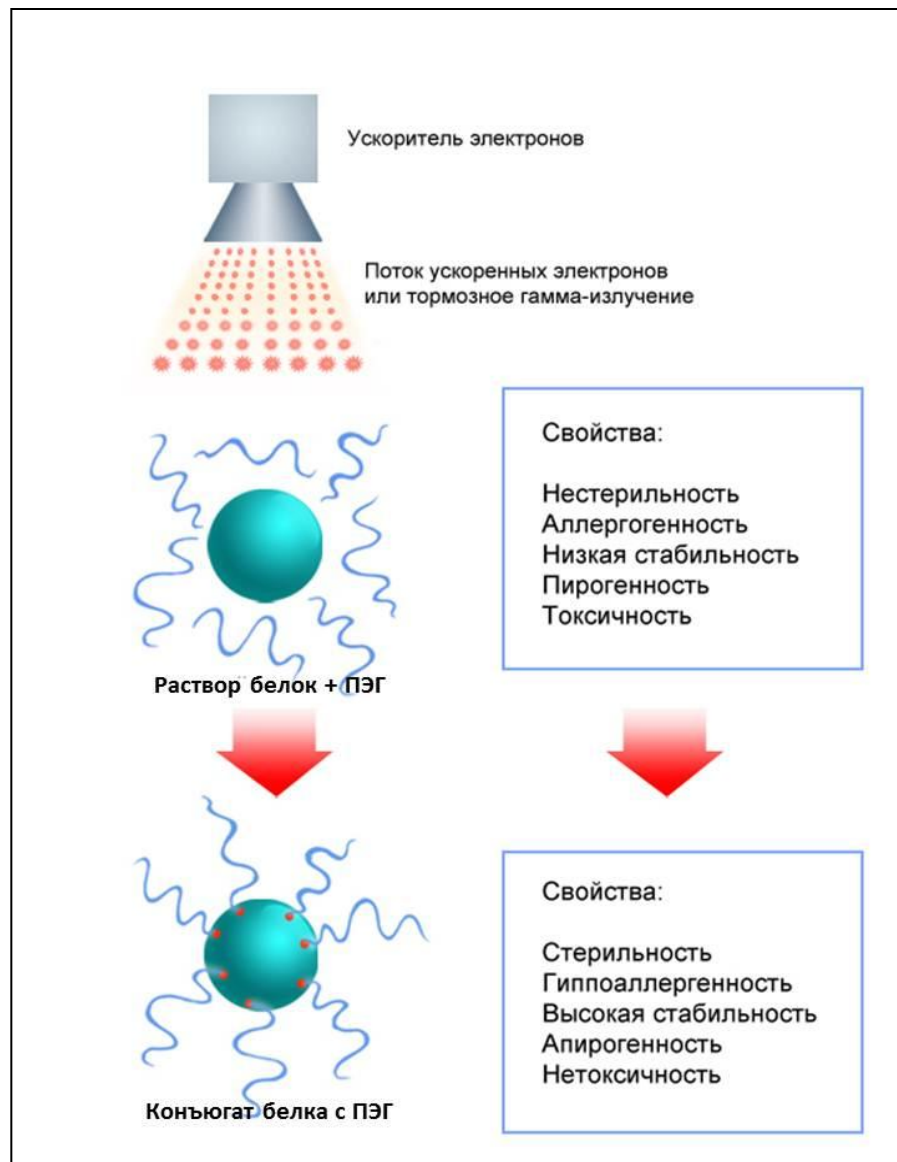 Ускоритель электронов
Поток ускоренных электронов
или тормозное гамма-излучение
Свойства:
Нестерильность
Аллергогенность
Низкая стабильность
Пирогенность
Токсичность
Раствор белок + ПЭГ
Свойства:
Стерильность
Гиппоаллергенность
Высокая стабильность
Апирогенность
Нетоксичность
Конъюгат белка с ПЭГ